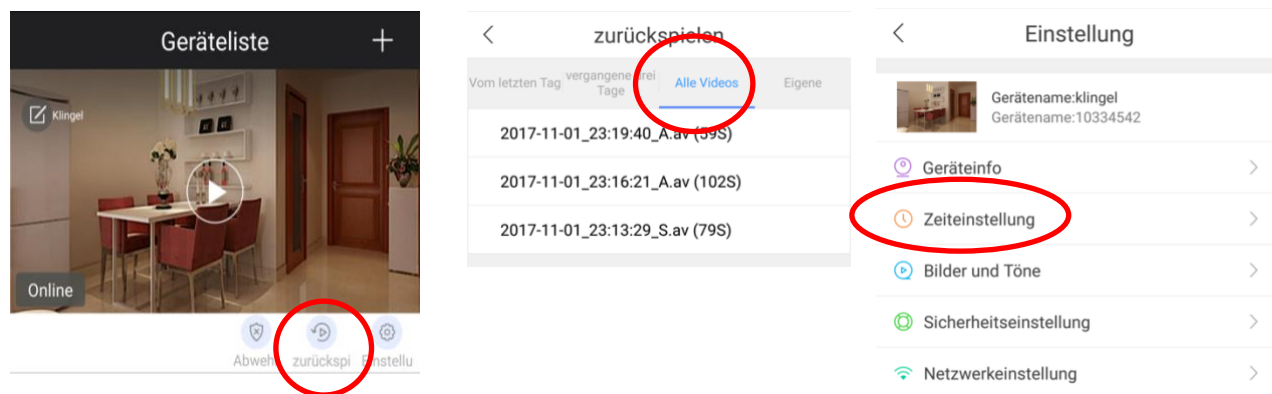 Geräteliste
Klingel
Online
Abweh zurückspi Einstellu
zurückspielen
Vom letzten Tag
vergangene drei
Tage
Alle Videos
Eigene
2017-11-01_23:19:40_A.av (59S)
2017-11-01_23:16:21_A.av (102S)
2017-11-01_23:13:29_S.av (79S)
Einstellung
Gerätename:klingel
Gerätename:10334542
Geräteinfo
Zeiteinstellung
Bilder und Töne
Sicherheitseinstellung
Netzwerkeinstellung